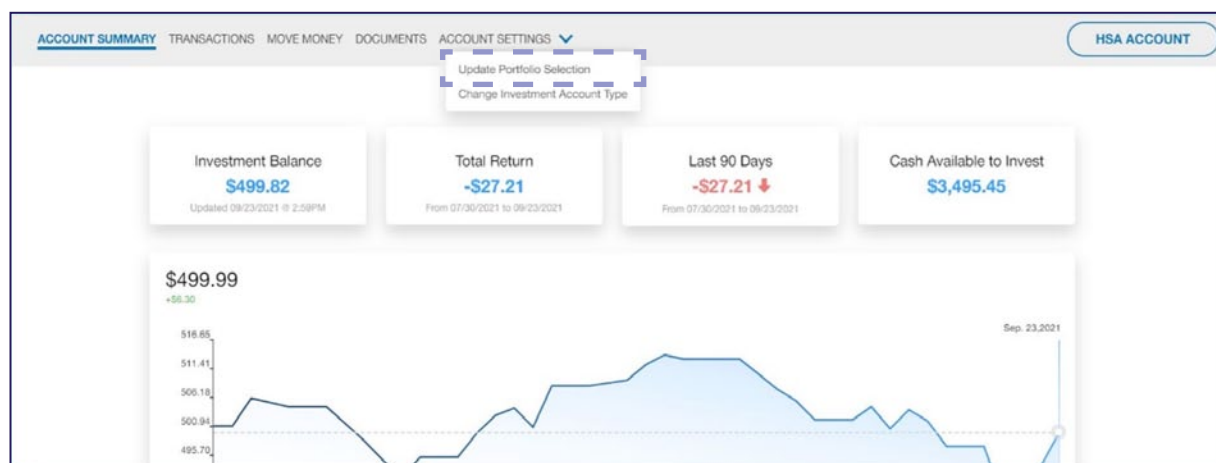 ACCOUNT SUMMARY TRANSACTIONS MOVE MONEY DOCUMENTS ACCOUNT SETTINGS HSA ACCOUNT
Update Portfolio Selection
Change Investment Account Type
Investment Balance
$499.82
Updated 09/23/2021 @ 2:59PM
Total Return
-$27.21
From 07/30/2021 to 09/23/2021
Last 90 Days
-$27.21
From 07/30/2021 to 09/23/2021
Cash Available to Invest
$3,495.45
$499.99
+$6.30
Sep. 23,2021
516.65
511.41
506.18
500.94
495.70